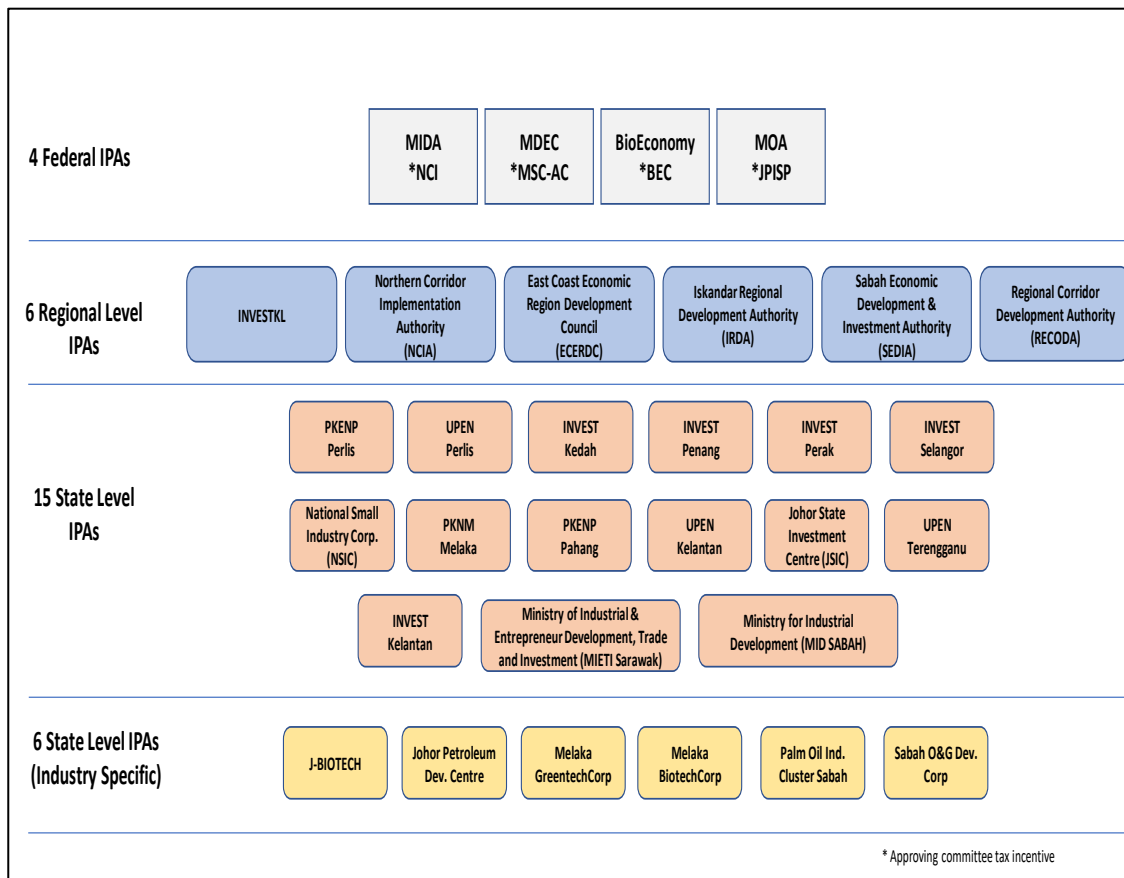 4 Federal IPAs
MIDA
*NCI
MDEC
*MSC-AC
BioEconomy
*BEC
MOA
*JPISP
6 Regional Level
IPAs
INVESTKL
Northern Corridor
Implementation
Authority
(NCIA)
East Coast Economic
Region Development
Council
(ECERDC)
Iskandar Regional
Development Authority
(IRDA)
Sabah Economic
Development &
Investment Authority
(SEDIA)
Regional Corridor
Development Authority
(RECODA)
15 State Level
IPAs
PKENP
Perlis
UPEN
Perlis
INVEST
Kedah
INVEST
Penang
INVEST
Perak
INVEST
Selangor
National Small
Industry Corp.
(NSIC)
PKNM
Melaka
PKENP
Pahang
UPEN
Kelantan
Johor State
Investment
Centre (JSIC)
UPEN
Terengganu
INVEST
Kelantan
Ministry of Industrial &
Entrepreneur Development, Trade
and Investment (MIETI Sarawak)
Ministry for Industrial
Development (MID SABAH)
6 State Level IPAs
(Industry Specific)
J-BIOTECH
Johor Petroleum
Dev. Centre
Melaka
GreentechCorp
Melaka
BiotechCorp
Palm Oil Ind.
Cluster Sabah
Sabah O&G Dev.
Corp
* Approving committee tax incentive